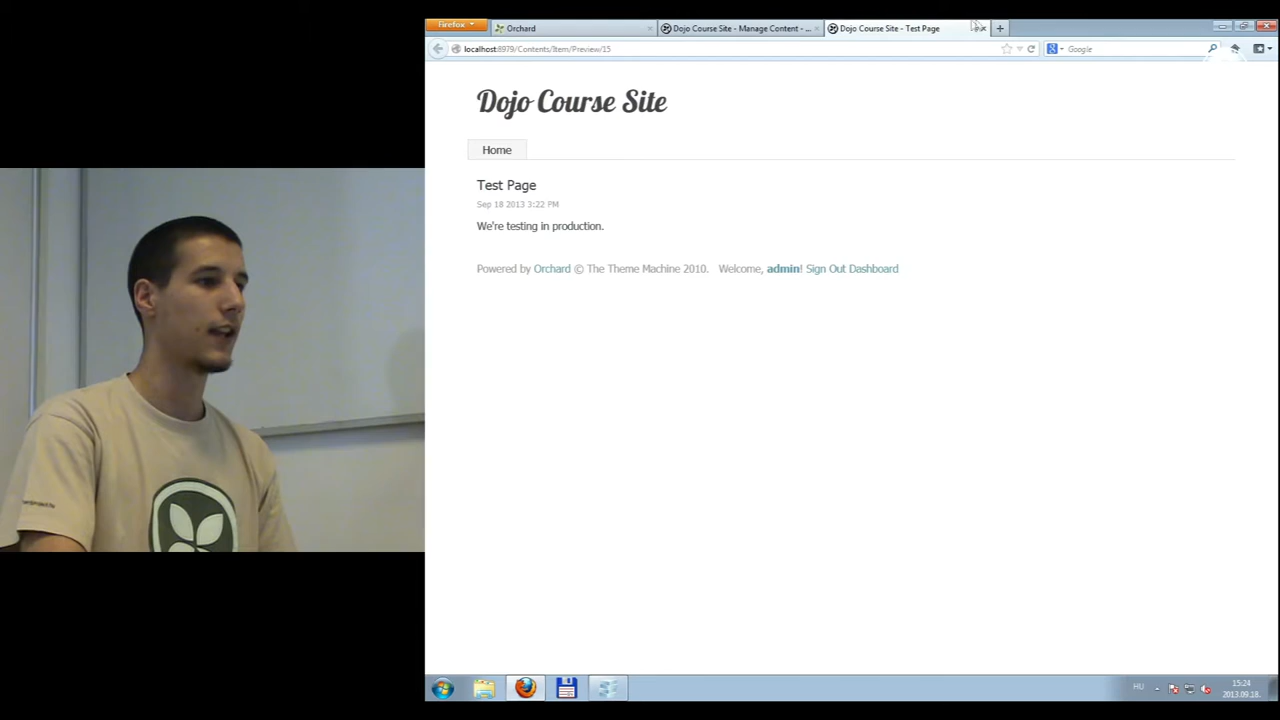 Firefox
Orchard
Dojo Course Site - Manage Content - ...
Dojo Course Site - Test Page
localhost:8979/Contents/Item/Preview/15
Google
Dojo Course Site
Home
Test Page
Sep 18 2013 3:22 PM
We're testing in production.
Powered by Orchard © The Theme Machine 2010. Welcome, admin! Sign Out Dashboard
HU
15:24
2013.09.18.